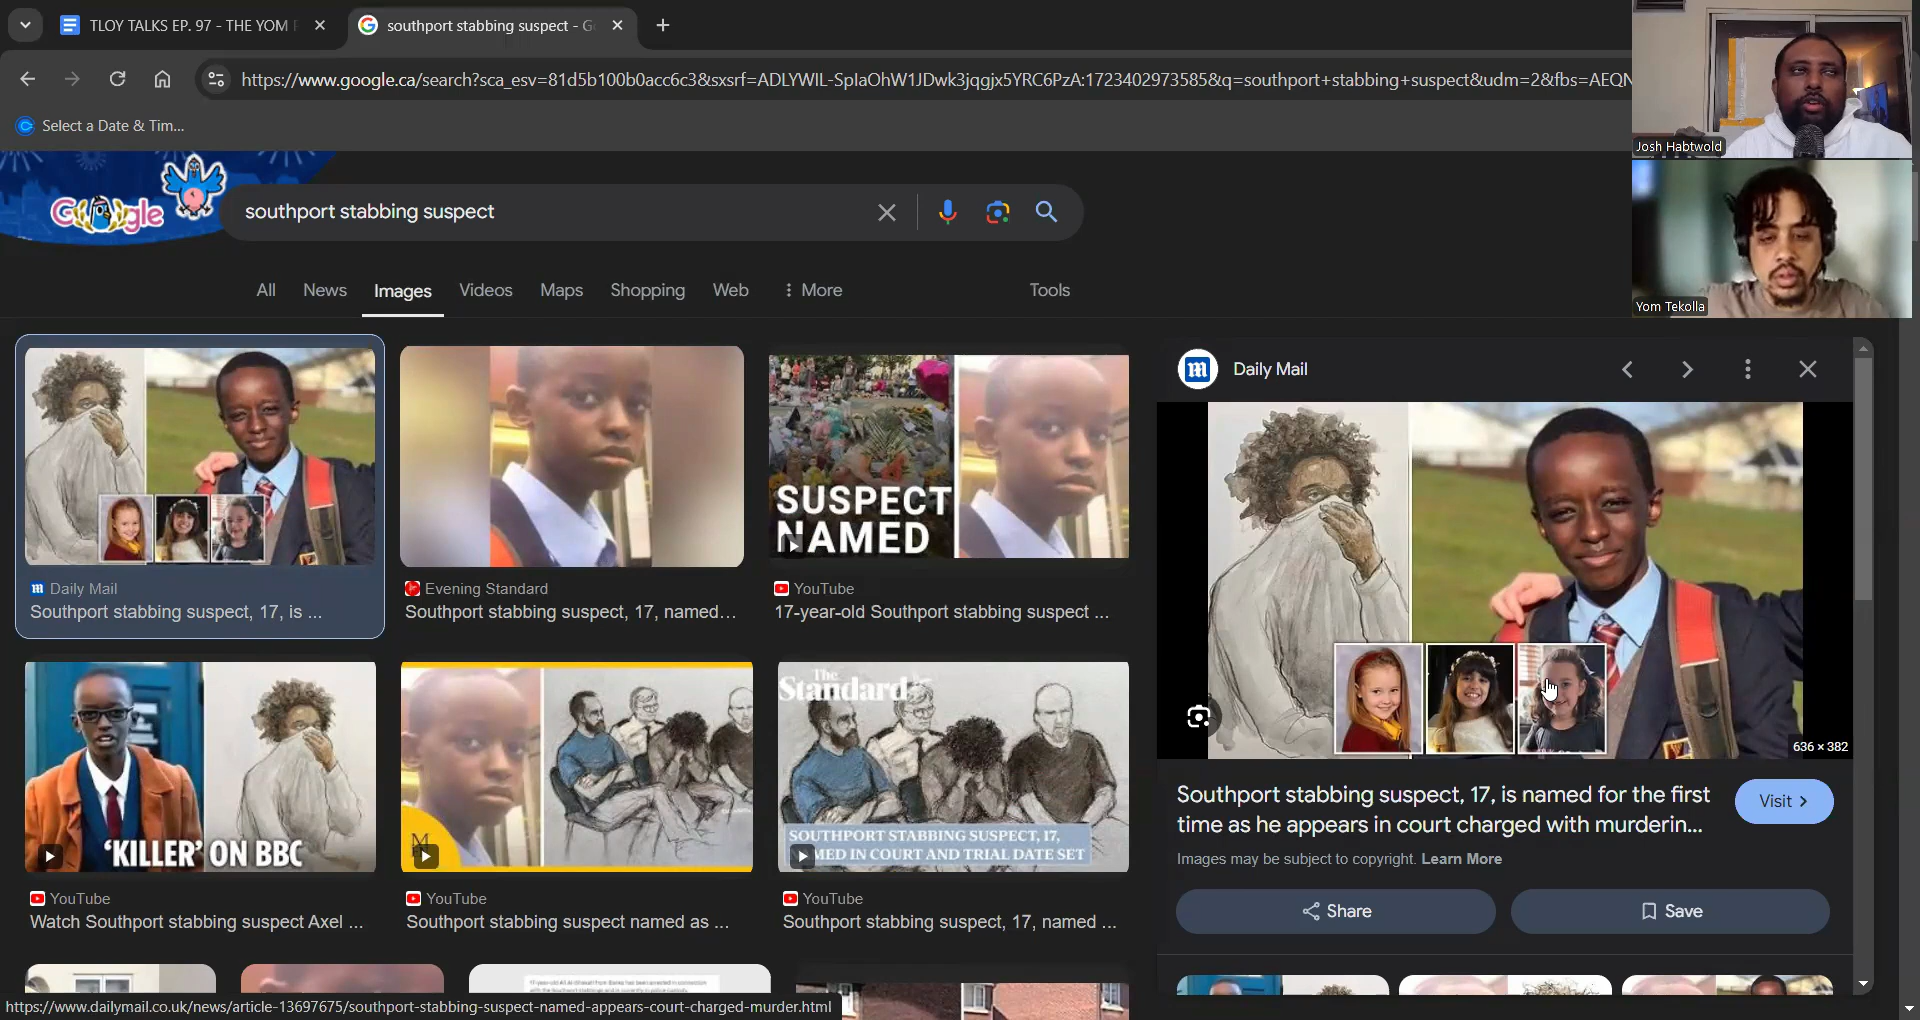 TLOY TALKS EP. 97 - THE YOM
southport stabbing suspect - G
https://www.google.ca/search?sca_esv=81d5b100b0acc6c3&sxsrf=ADLYWIL-SplaOhW1JDwk3jqgjx5YRC6PzA:1723402973585&q=southport+stabbing+suspect&udm=2&fbs=AEQN
Select a Date & Tim...
Josh Habtwold
Google
southport stabbing suspect
Yom Tekolla
All News Images Videos Maps Shopping Web More Tools
Daily Mail
SUSPECT
NAMED
636 × 382
Daily Mail
Southport stabbing suspect, 17, is ...
Evening Standard
Southport stabbing suspect, 17, named...
YouTube
17-year-old Southport stabbing suspect ...
'KILLER' ON BBC
The
Standard
SOUTHPORT STABBING SUSPECT, 17,
MED IN COURT AND TRIAL DATE SET
YouTube
Watch Southport stabbing suspect Axel ...
YouTube
Southport stabbing suspect named as ...
YouTube
Southport stabbing suspect, 17, named ...
Southport stabbing suspect, 17, is named for the first
time as he appears in court charged with murderin...
Visit
Images may be subject to copyright. Learn More
Share
Save
https://www.dailymail.co.uk/news/article-13697675/southport-stabbing-suspect-named-appears-court-charged-murder.html